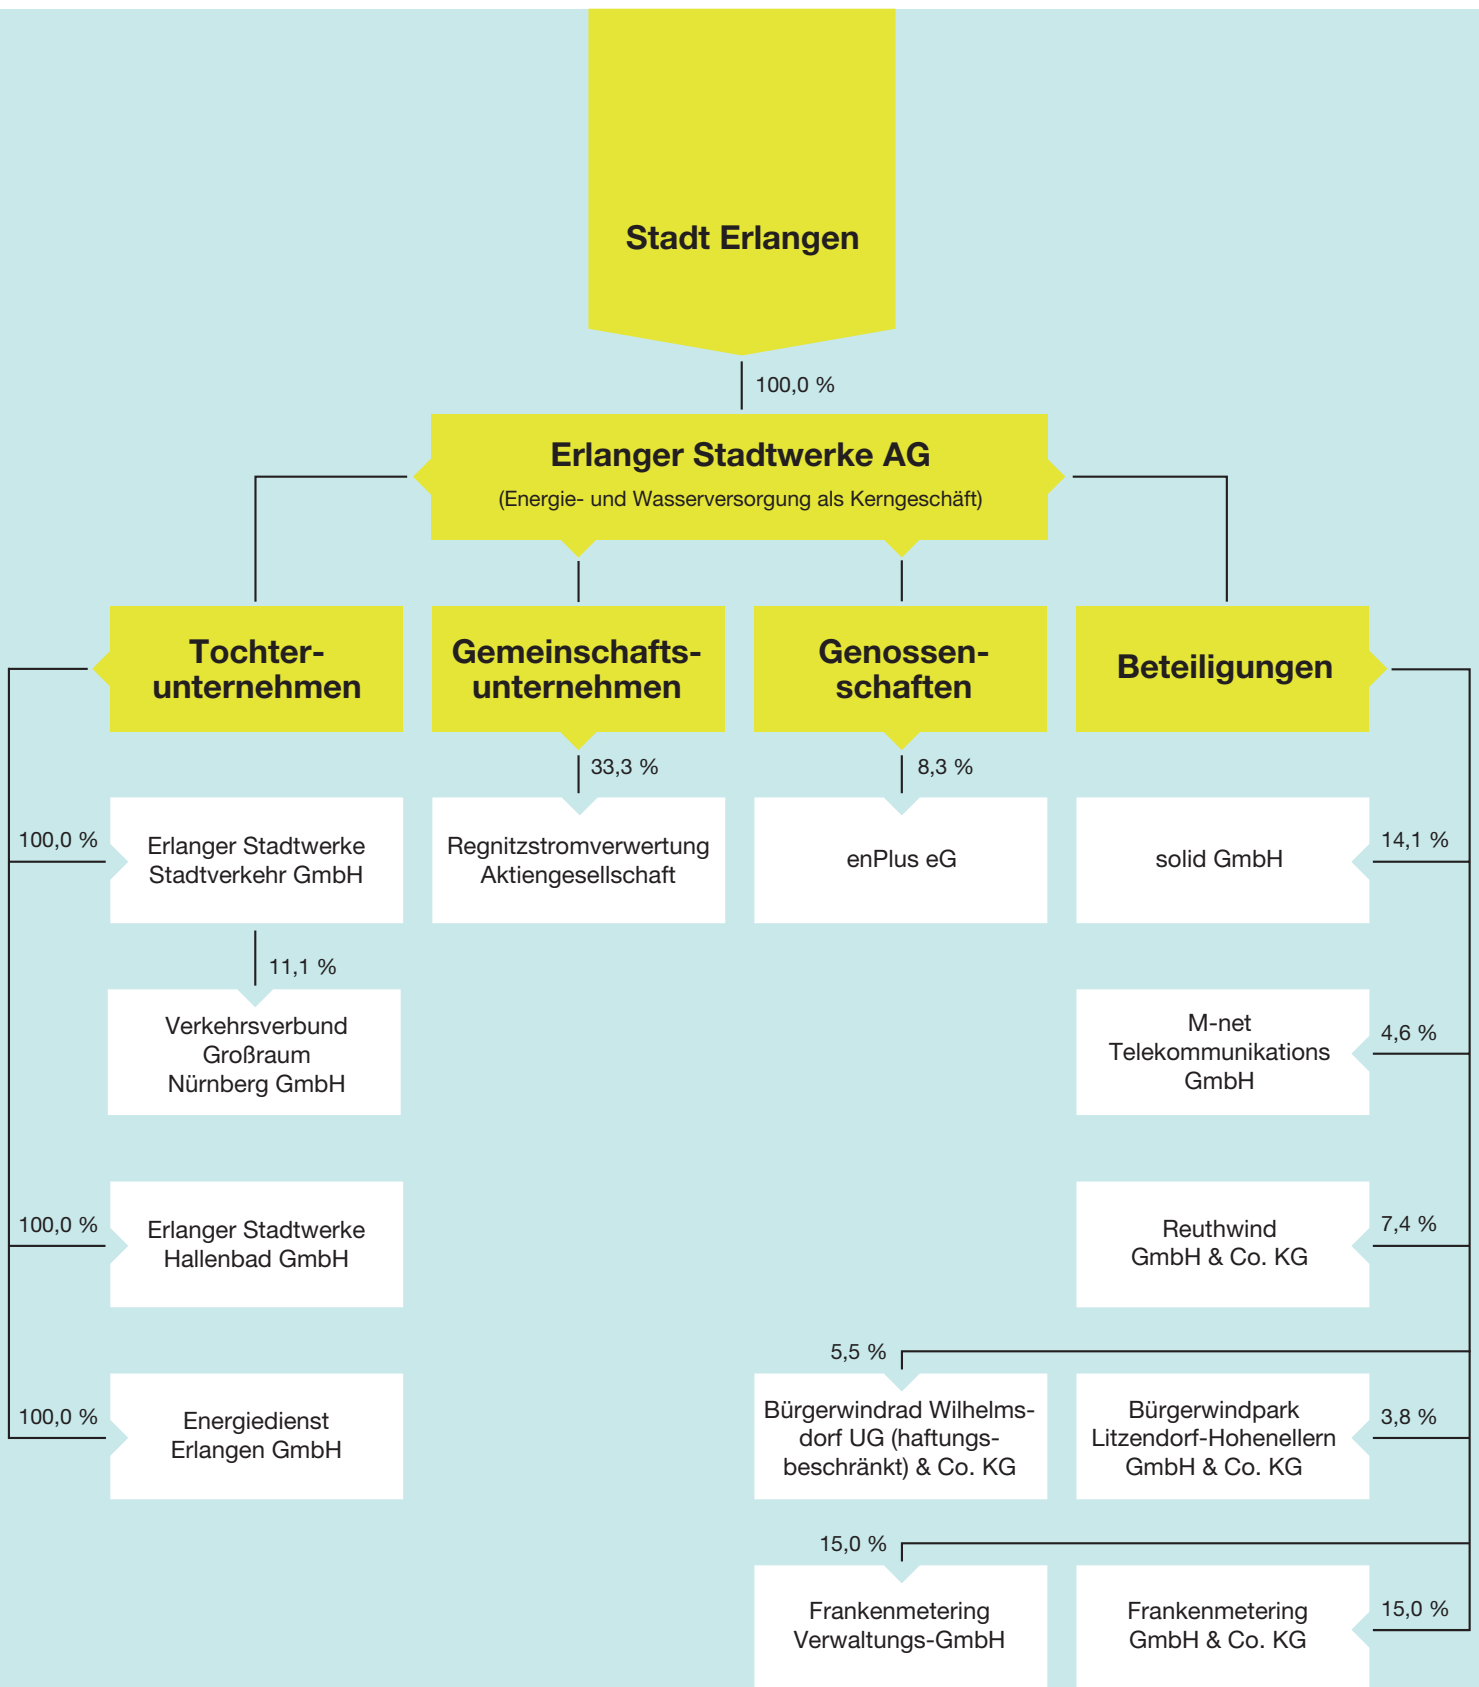 Stadt Erlangen
100,0 %
Erlanger Stadtwerke AG
(Energie- und Wasserversorgung als Kerngeschäft)
Tochter-
unternehmen
Gemeinschafts-
unternehmen
Genossen-
schaften
Beteiligungen
33,3 %
8,3 %
100,0 %
Erlanger Stadtwerke
Stadtverkehr GmbH
Regnitzstromverwertung
Aktiengesellschaft
enPlus eG
solid GmbH
14,1 %
11,1 %
Verkehrsverbund
Großraum
Nürnberg GmbH
M-net
Telekommunikations
GmbH
4,6 %
100,0 %
Erlanger Stadtwerke
Hallenbad GmbH
Reuthwind
GmbH & Co. KG
7,4 %
5,5 %
100,0 %
Energiedienst
Erlangen GmbH
Bürgerwindrad Wilhelms-
dorf UG (haftungs-
beschränkt) & Co. KG
Bürgerwindpark
Litzendorf-Hohenellern
GmbH & Co. KG
3,8 %
15,0 %
Frankenmetering
Verwaltungs-GmbH
Frankenmetering
GmbH & Co. KG
15,0 %